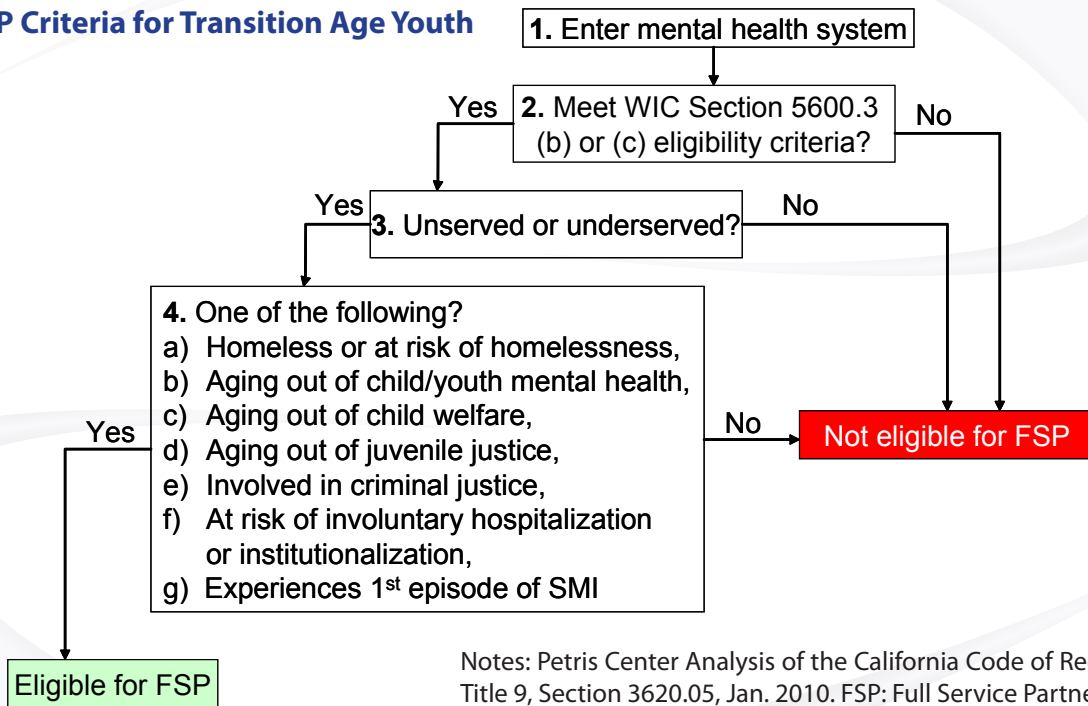 P Criteria for Transition Age Youth
1. Enter mental health system
Yes
2. Meet WIC Section 5600.3
(b) or (c) eligibility criteria?
No
Yes
3. Unserved or underserved?
No
4. One of the following?
a) Homeless or at risk of homelessness,
b) Aging out of child/youth mental health,
c) Aging out of child welfare,
d) Aging out of juvenile justice,
e) Involved in criminal justice,
f) At risk of involuntary hospitalization
or institutionalization,
g) Experiences 1st episode of SMI
Yes
No
Not eligible for FSP
Eligible for FSP
Notes: Petris Center Analysis of the California Code of Re
Title 9, Section 3620.05, Jan. 2010. FSP: Full Service Partne